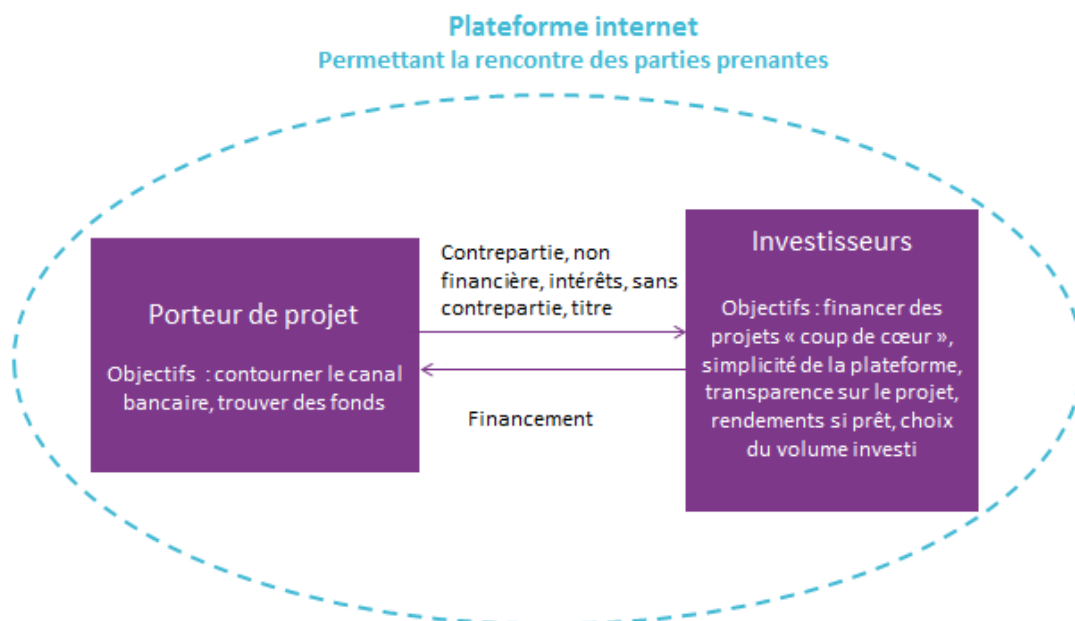 Plateforme internet
Permettant la rencontre des parties prenantes
Porteur de projet
Objectifs : contourner le canal
bancaire, trouver des fonds
Contrepartie, non
financière, intérêts, sans
contrepartie, titre
Financement
Investisseurs
Objectifs : financer des
projets « coup de cœur »,
simplicité de la plateforme,
transparence sur le projet,
rendements si prêt, choix
du volume investi